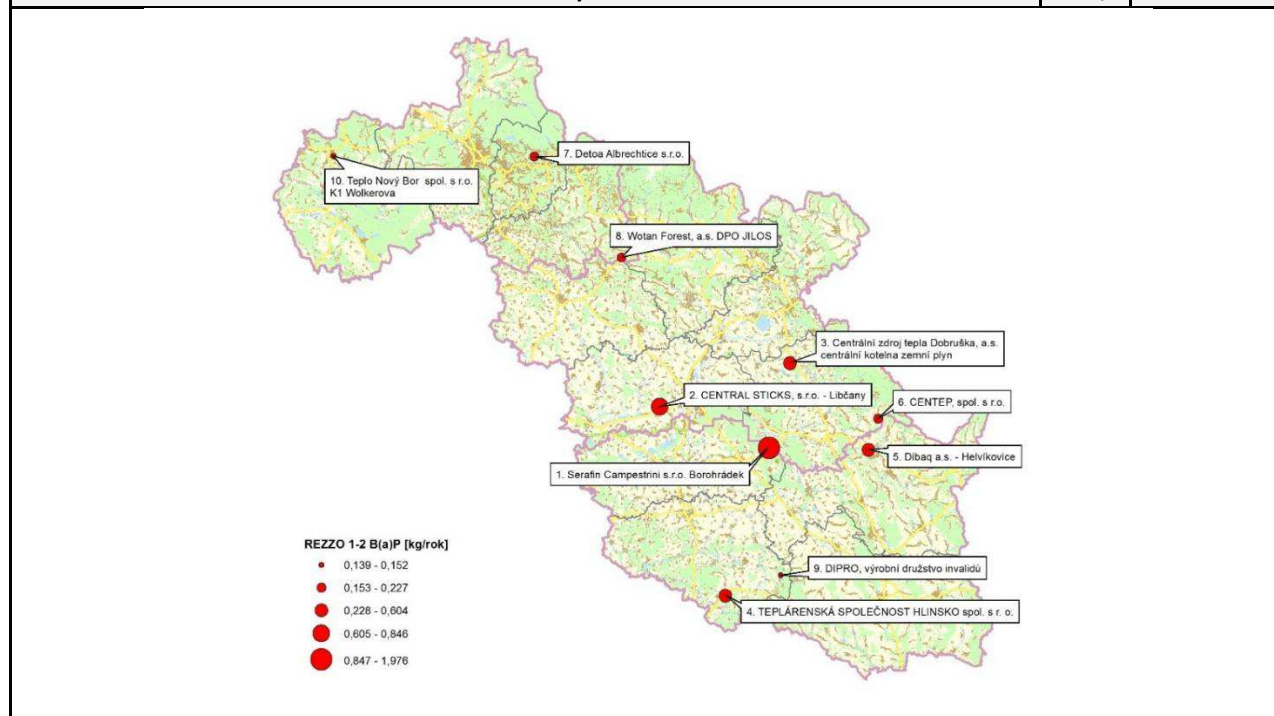 7. Detoa Albrechtice s.r.o.
10. Teplo Nový Bor spol. s r.o.
K1 Wolkerova
8. Wotan Forest, a.s. DPO JILOS
3. Centrální zdroj tepla Dobruška, a.s.
centrální kotelna zemní plyn
2. CENTRAL STICKS, s.r.o. - Libčany
6. CENTEP, spol. s r.o.
5. Dibaq a.s. - Helvíkovice
1. Serafin Campestrini s.r.o. Borohrádek
REZZO 1-2 B(a)P [kg/rok]
0,139 - 0,152
0,153 - 0,227
0,228 - 0,604
0,605 - 0,846
0,847 - 1,976
9. DIPRO, výrobní družstvo invalidů
4. TEPLÁRENSKÁ SPOLEČNOST HLINSKO spol. s r. o.